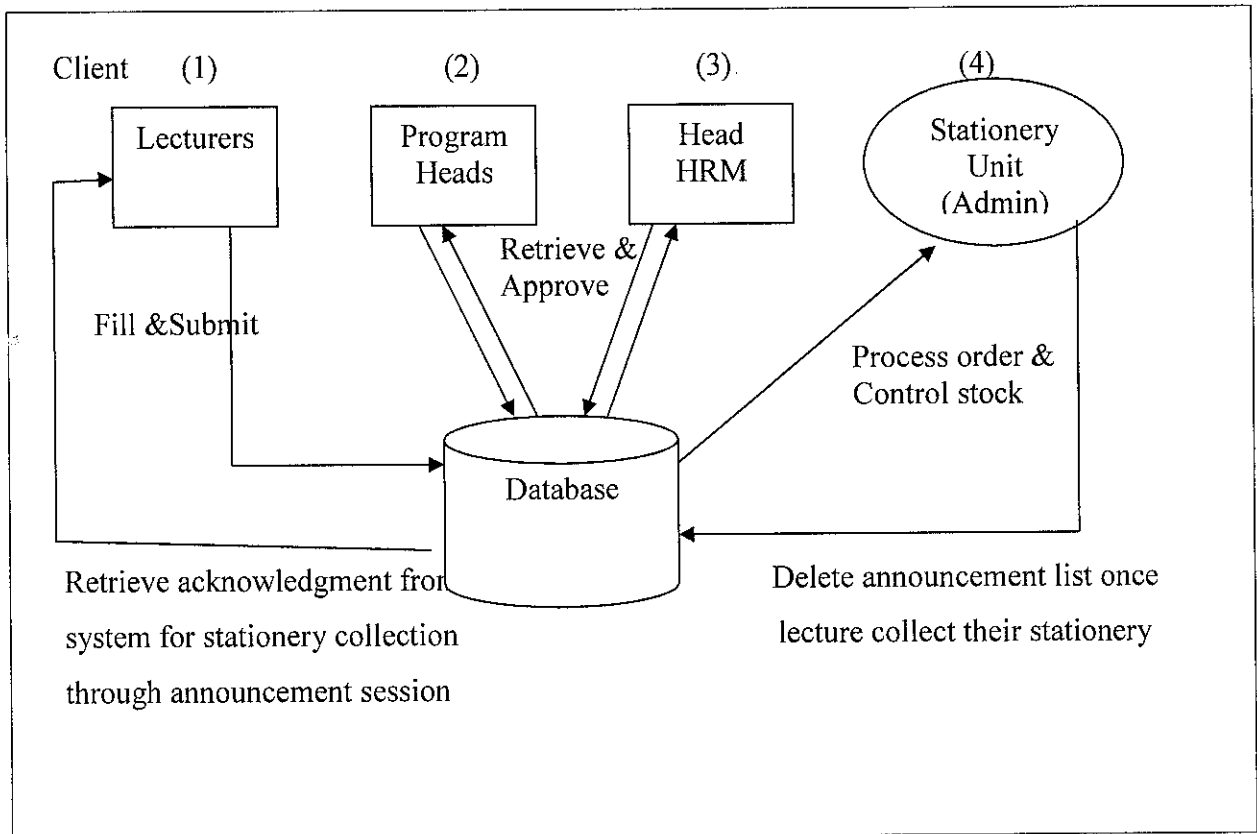 Client (1) (2) (3) (4)
Lecturers
Program
Heads
Head
HRM
Stationery
Unit
(Admin)
Retrieve &
Approve
Fill &Submit
Process order &
Control stock
Database
Retrieve acknowledgment from
system for stationery collection
through announcement session
Delete announcement list once
lecture collect their stationery